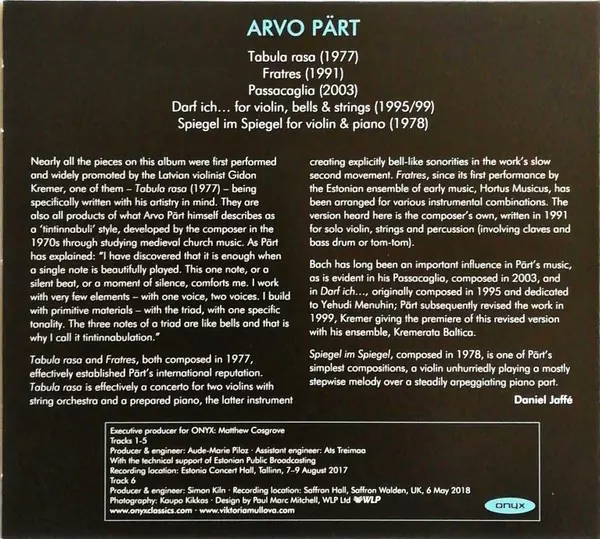 ARVO PÄRT
Tabula rasa (1977)
Fratres (1991)
Passacaglia (2003)
Darf ich... for violin, bells & strings (1995/99)
Spiegel im Spiegel for violin & piano (1978)
Nearly all the pieces on this album were first performed
and widely promoted by the Latvian violinist Gidon
Kremer, one of them – Tabula rasa (1977) – being
specifically written with his artistry in mind. They are
also all products of what Arvo Pärt himself describes as
a ‘tintinnabuli’ style, developed by the composer in the
1970s through studying medieval church music. As Pärt
has explained: “I have discovered that it is enough when
a single note is beautifully played. This one note, or a
silent beat, or a moment of silence, comforts me. I work
with very few elements – with one voice, two voices. I build
with primitive materials – with the triad, with one specific
tonality. The three notes of a triad are like bells and that is
why I call it tintinnabulation.”
Tabula rasa and Fratres, both composed in 1977,
effectively established Pärt’s international reputation.
Tabula rasa is effectively a concerto for two violins with
string orchestra and a prepared piano, the latter instrument
creating explicitly bell-like sonorities in the work’s slow
second movement. Fratres, since its first performance by
the Estonian ensemble of early music, Hortus Musicus, has
been arranged for various instrumental combinations. The
version heard here is the composer’s own, written in 1991
for solo violin, strings and percussion (involving claves and
bass drum or tom-tom).
Bach has long been an important influence in Pärt’s music,
as is evident in his Passacaglia, composed in 2003, and
in Darf ich..., originally composed in 1995 and dedicated
to Yehudi Menuhin; Pärt subsequently revised the work in
1999, Kremer giving the premiere of this revised version
with his ensemble, Kremerata Baltica.
Spiegel im Spiegel, composed in 1978, is one of Pärt’s
simplest compositions, a violin unhurriedly playing a mostly
stepwise melody over a steadily arpeggiating piano part.
Daniel Jaffé
Executive producer for ONYX: Matthew Cosgrove
Tracks 1-5
Producer & engineer: Aude-Marie Piloz · Assistant engineer: Ats Treimaa
With the technical support of Estonian Public Broadcasting
Recording location: Estonia Concert Hall, Tallinn, 7–9 August 2017
Track 6
Producer & engineer: Simon Kiln · Recording location: Saffron Hall, Saffron Walden, UK, 6 May 2018
Photography: Kaupo Kikkas · Design by Paul Marc Mitchell, WLP Ltd WLP
www.onyxclassics.com · www.viktoriamullova.com
onyx